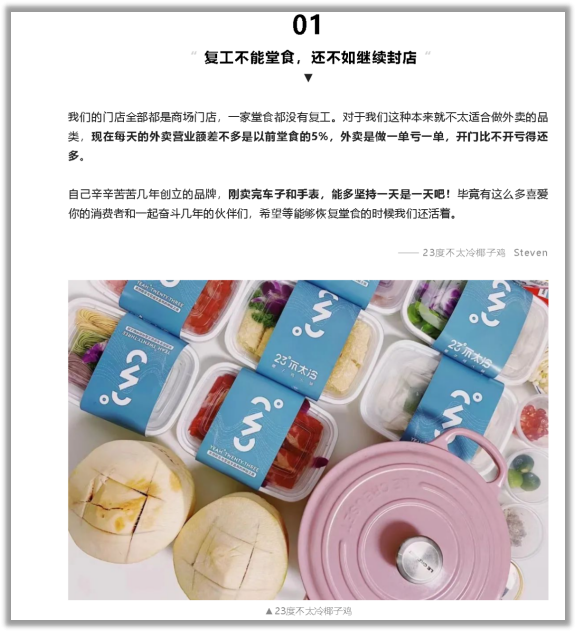 01
“ 复工不能堂食，还不如继续封店 “
▼
我们的门店全部都是商场门店，一家堂食都没有复工。对于我们这种本来就不太适合做外卖的品
类，现在每天的外卖营业额差不多是以前堂食的5%，外卖是做一单亏一单，开门比不开亏得还
多。
自己辛辛苦苦几年创立的品牌，刚卖完车子和手表，能多坚持一天是一天吧！毕竟有这么多喜爱
你的消费者和一起奋斗几年的伙伴们，希望等能够恢复堂食的时候我们还活着。
—— 23度不太冷椰子鸡 Steven
23°不太冷
▲23度不太冷椰子鸡